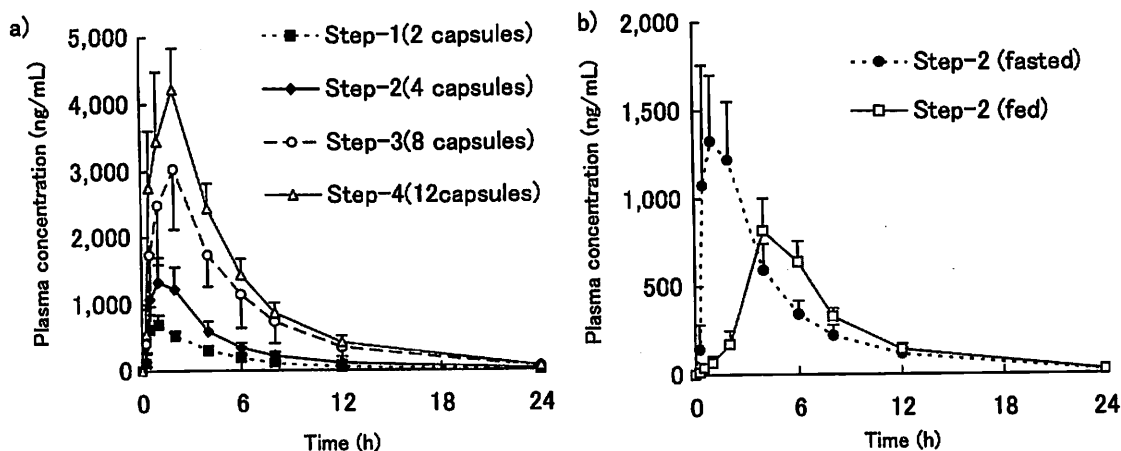 a)
Plasma concentration (ng/mL)
5,000
4,000
3,000
2,000
1,000
0
Step-1(2 capsules)
Step-2(4 capsules)
Step-3(8 capsules)
Step-4(12capsules)
0 6 12 18 24
Time (h)
b)
Plasma concentration (ng/mL)
2,000
1,500
1,000
500
0
Step-2 (fasted)
Step-2 (fed)
0 6 12 18 24
Time (h)